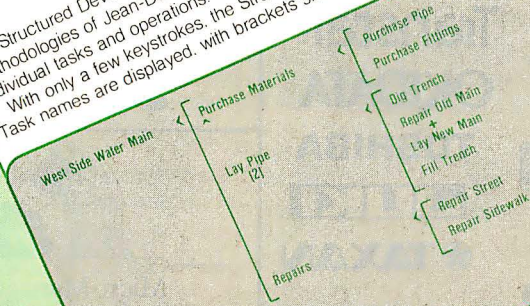 Structured Dev
hodologies of Jean-D
dividual tasks and operations.
With only a few keystrokes, the Str
Task names are displayed. with brackets s
West Side Water Main
Purchase Materials
Purchase Pipe
Purchase Fittings
Lay Pipe
{2}
Dig Trench
Repair Old Main
+
Lay New Main
Fill Trench
Repairs
Repair Street
Repair Sidewalk